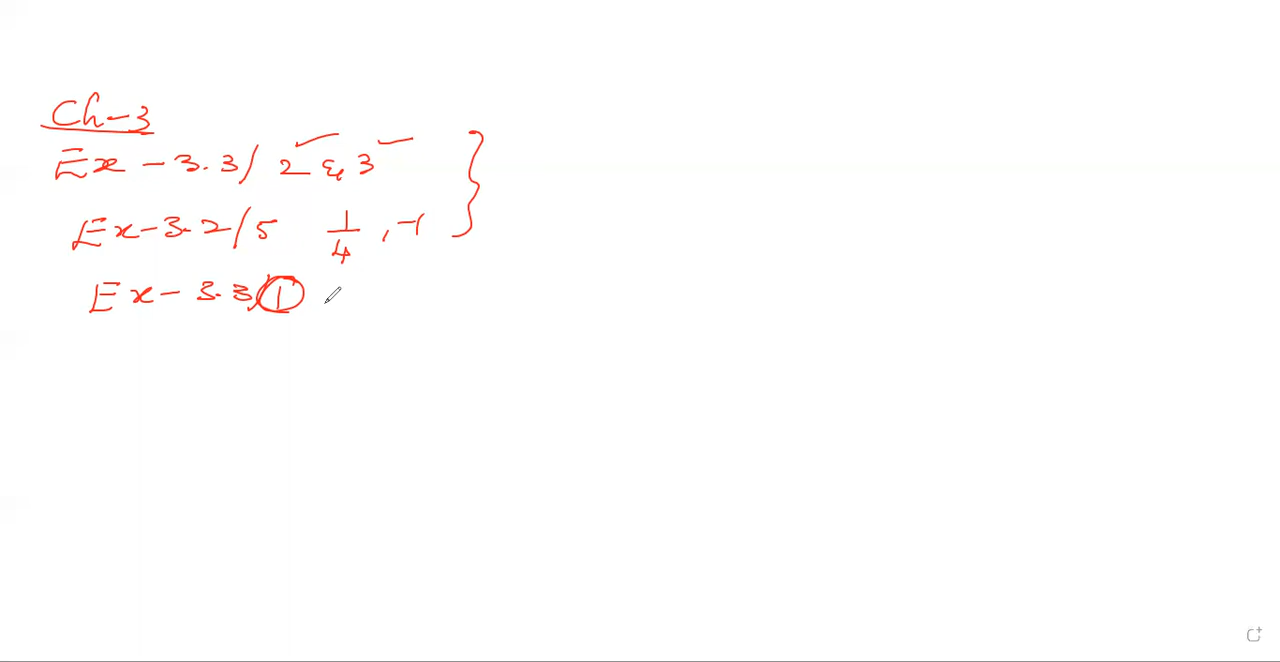 Ch-3
Ex - 3.3/ 2 & 3
Ex-3.2/5 1/4, -1
Ex - 3.3/1